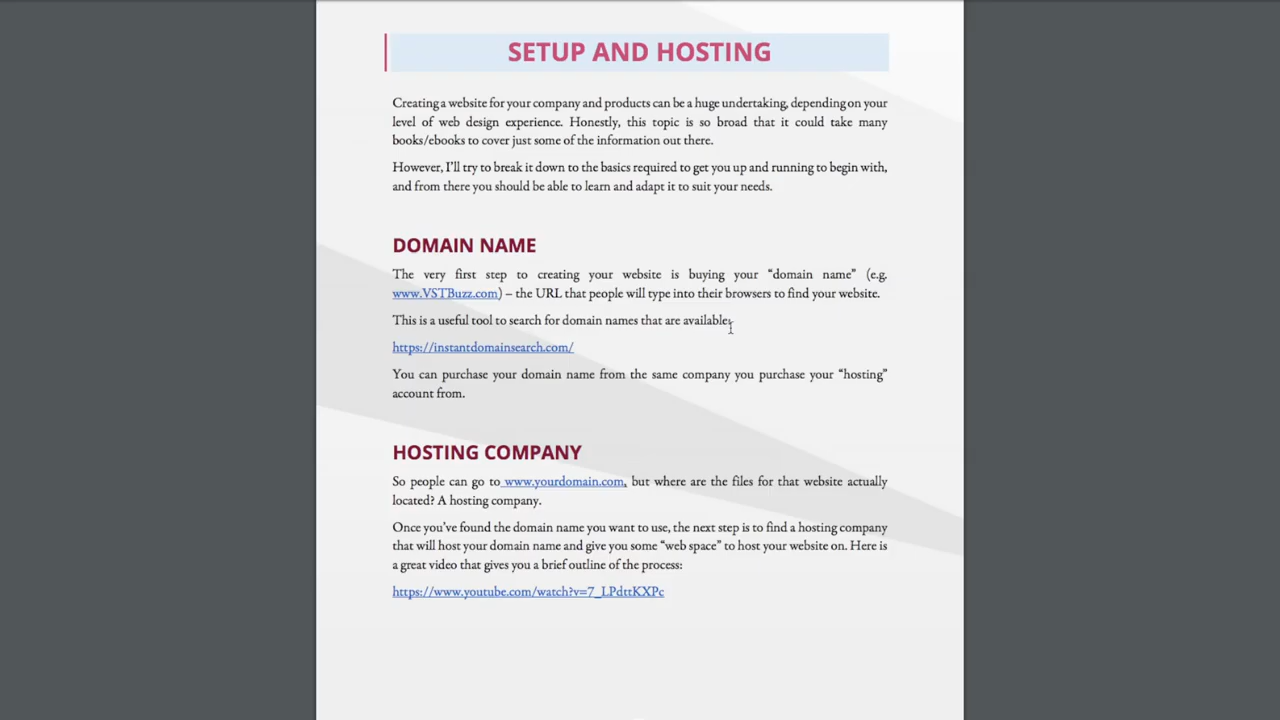 SETUP AND HOSTING
Creating a website for your company and products can be a huge undertaking, depending on your
level of web design experience. Honestly, this topic is so broad that it could take many
books/ebooks to cover just some of the information out there.
However, I'll try to break it down to the basics required to get you up and running to begin with,
and from there you should be able to learn and adapt it to suit your needs.
DOMAIN NAME
The very first step to creating your website is buying your “domain name” (e.g.
www.VSTBuzz.com) – the URL that people will type into their browsers to find your website.
This is a useful tool to search for domain names that are available:
https://instantdomainsearch.com/
You can purchase your domain name from the same company you purchase your “hosting”
account from.
HOSTING COMPANY
So people can go to www.yourdomain.com, but where are the files for that website actually
located? A hosting company.
Once you've found the domain name you want to use, the next step is to find a hosting company
that will host your domain name and give you some “web space” to host your website on. Here is
a great video that gives you a brief outline of the process:
https://www.youtube.com/watch?v=7_LPdttKXPc